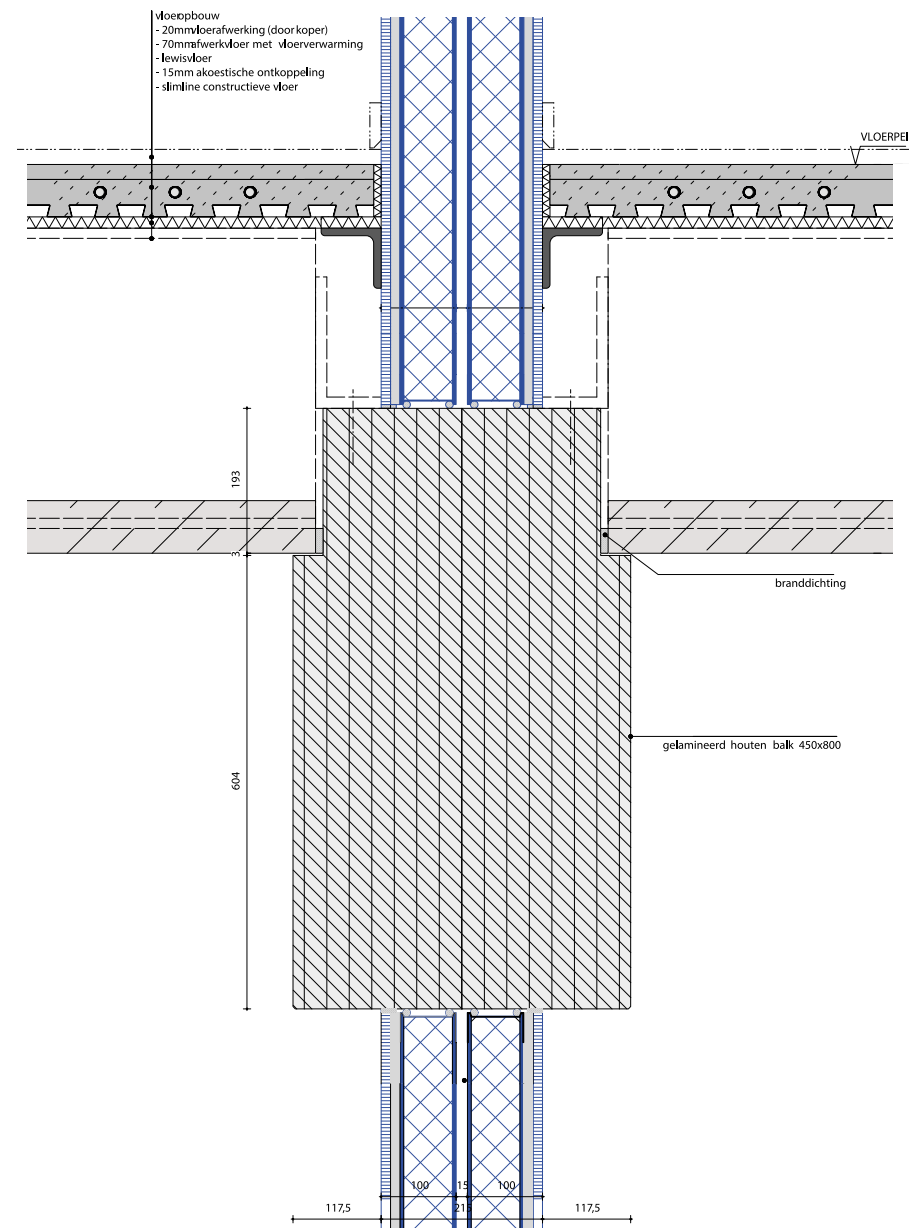 vloeropbouw
- 20mmvloerafwerking (door koper)
- 70mmafwerkvloer met vloerverwarming
- lewisvloer
- 15mm akoestische ontkoppeling
- slimline constructieve vloer
VLOERPEI
193
3
branddichting
gelamineerd houten balk 450x800
604
100 15 100
117,5 215 117,5